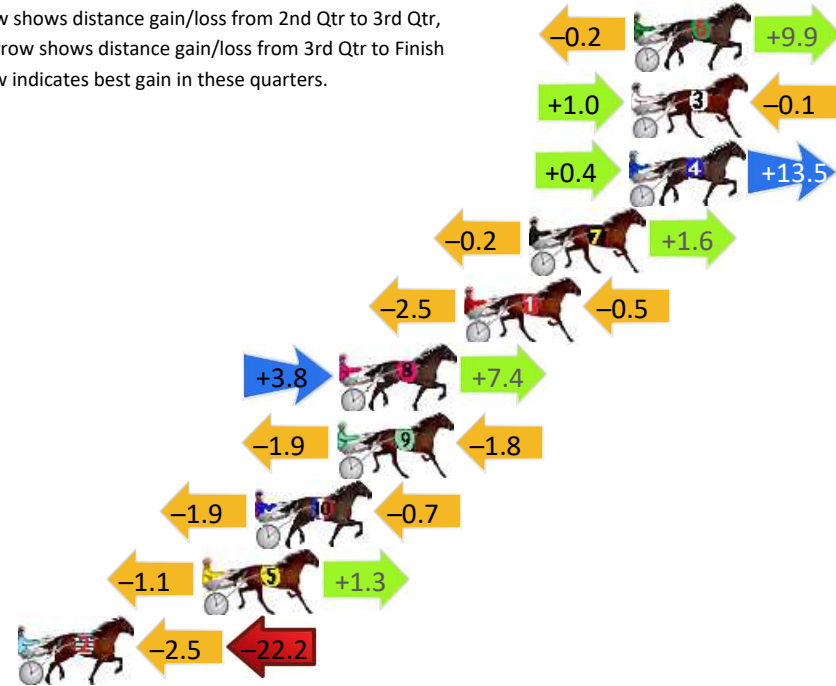 w shows distance gain/loss from 2nd Qtr to 3rd Qtr,
rrow shows distance gain/loss from 3rd Qtr to Finish
w indicates best gain in these quarters.
–0.2 6 +9.9
+1.0 3 –0.1
+0.4 4 +13.5
–0.2 7 +1.6
–2.5 1 –0.5
+3.8 8 +7.4
–1.9 9 –1.8
–1.9 10 –0.7
–1.1 5 +1.3
2 –2.5 –22.2